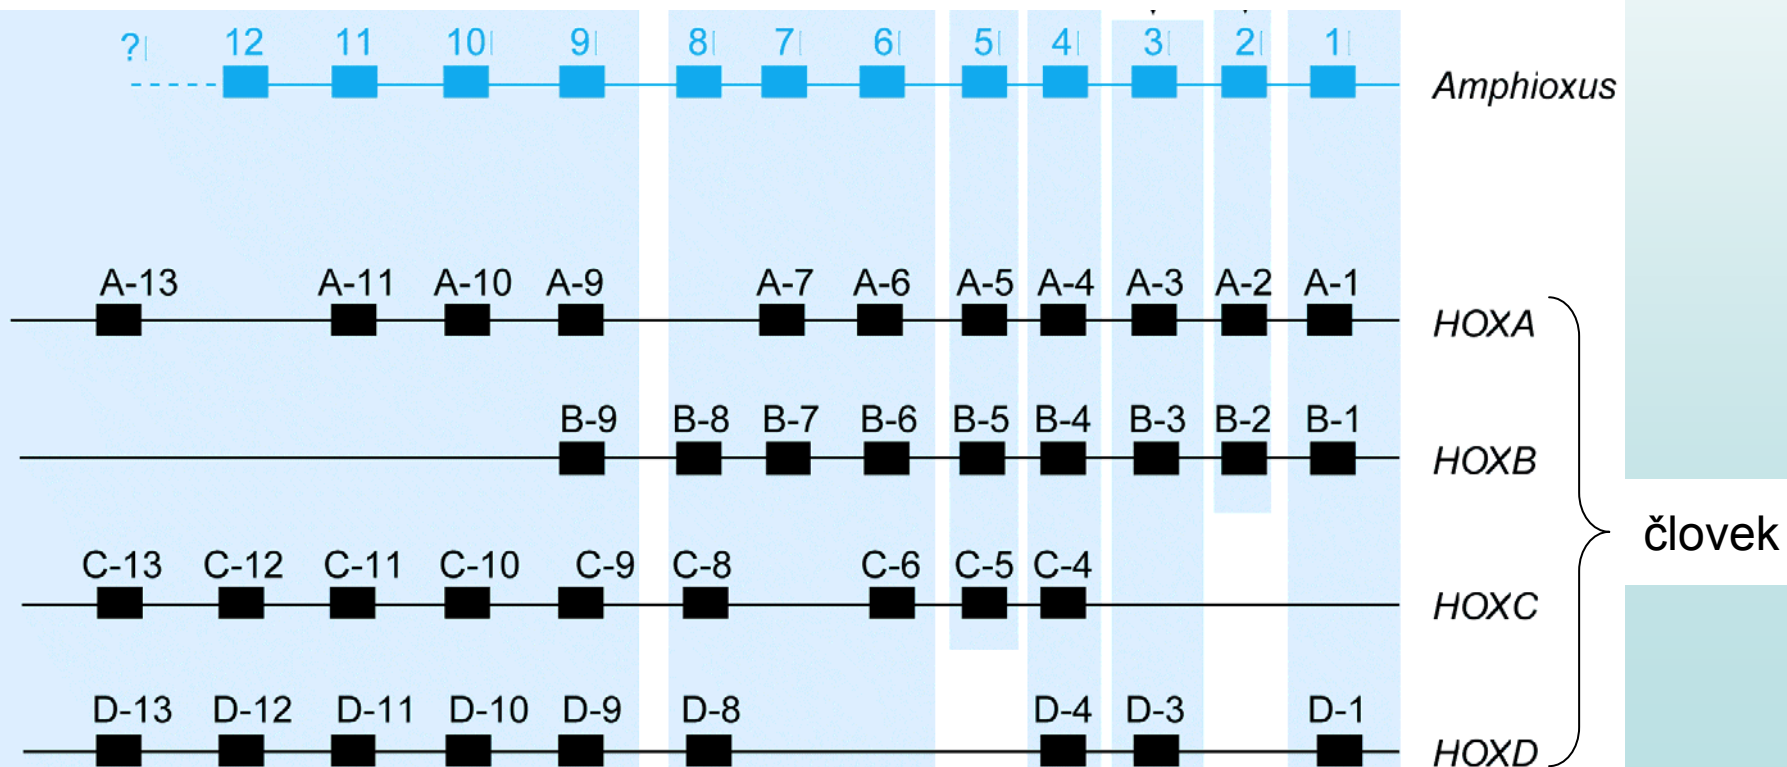 ? 12 11 10 9 8 7 6 5 4 3 2 1
Amphioxus
A-13 A-11 A-10 A-9 A-7 A-6 A-5 A-4 A-3 A-2 A-1
HOXA
B-9 B-8 B-7 B-6 B-5 B-4 B-3 B-2 B-1
HOXB
človek
C-13 C-12 C-11 C-10 C-9 C-8 C-6 C-5 C-4
HOXC
D-13 D-12 D-11 D-10 D-9 D-8 D-4 D-3 D-1
HOXD